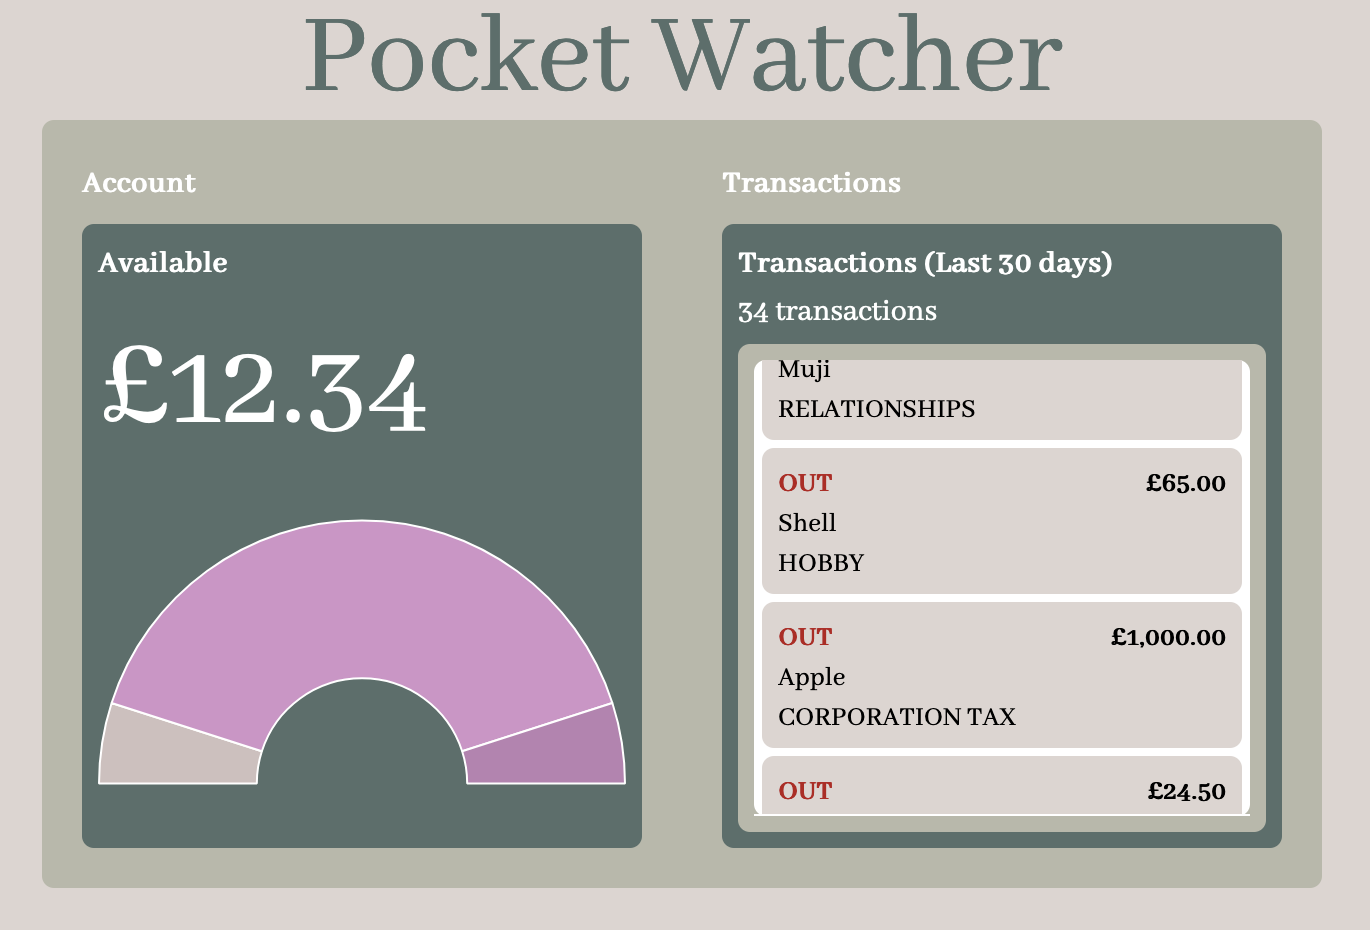 Pocket Watcher
Account
Available
£12.34
Transactions
Transactions (Last 30 days)
34 transactions
Muji
RELATIONSHIPS
OUT £65.00
Shell
HOBBY
OUT £1,000.00
Apple
CORPORATION TAX
OUT £24.50